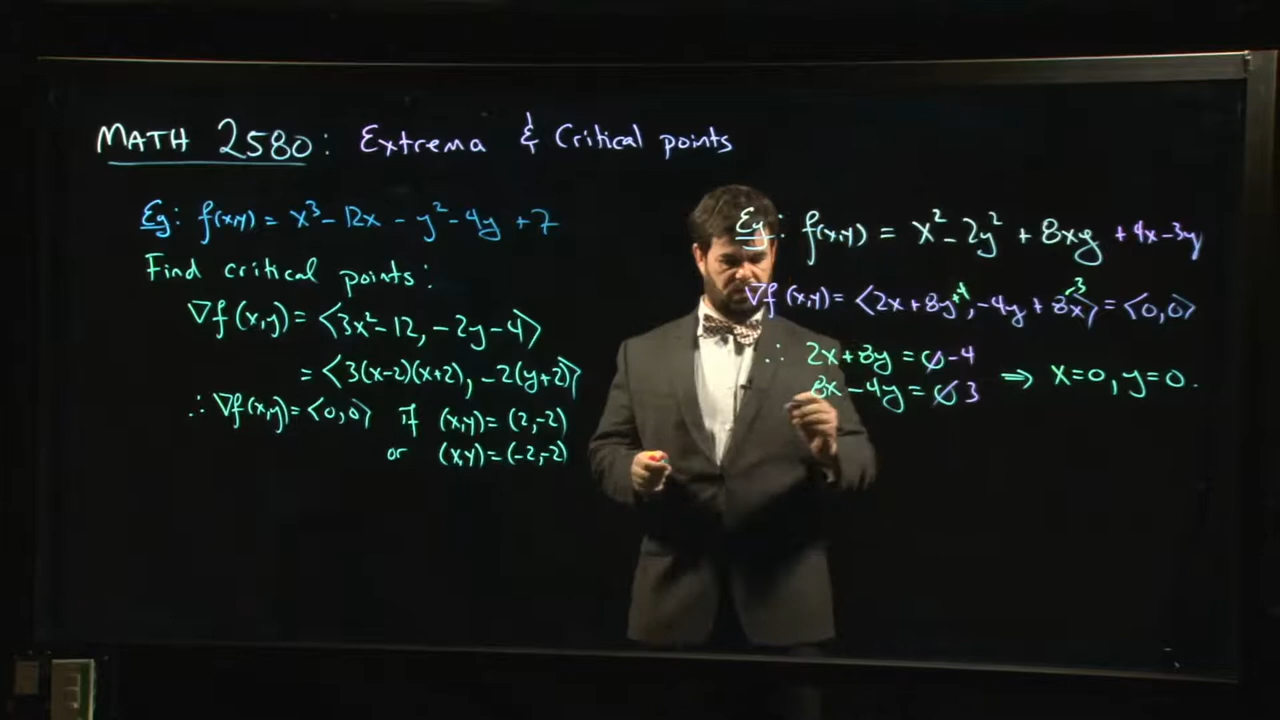 MATH 2580: Extrema & Critical points
Eg: f(x,y) = x³ - 12x - y² - 4y + 7
Find critical points:
∇f(x,y) = ⟨3x²-12, -2y-4⟩
= ⟨3(x-2)(x+2), -2(y+2)⟩
∴ ∇f(x,y) = ⟨0,0⟩ if (x,y) = (2,-2)
or (x,y) = (-2,-2)
Eg: f(x,y) = x² - 2y² + 8xy + 4x - 3y
∇f(x,y) = ⟨2x+8y+4, -4y+8x-3⟩ = ⟨0,0⟩
∴ 2x+8y = 0 -4
8x-4y = 0 3 ⇒ x=0, y=0.